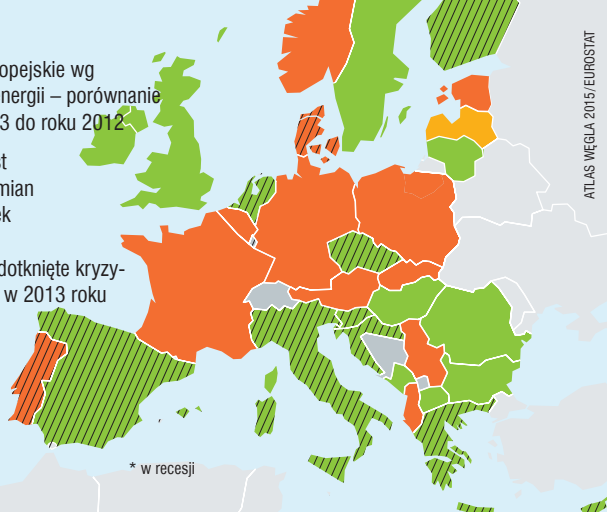 opejskie wg
nergii – porównanie
3 do roku 2012
st
mian
ek
dotknięte kryzy-
w 2013 roku
* w recesji
ATLAS WĘGLA 2015/EUROSTAT